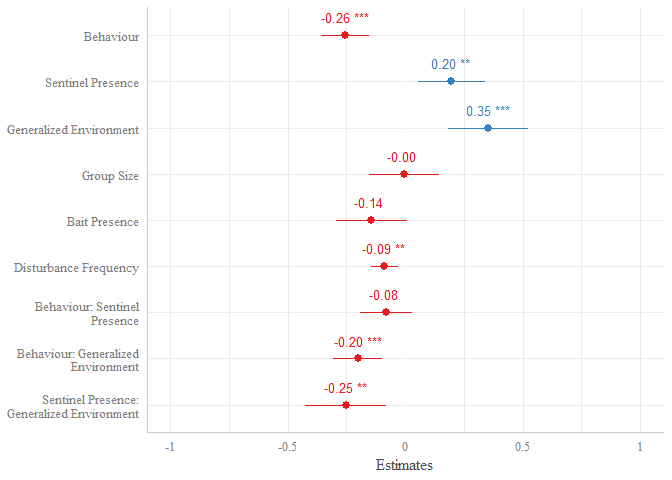 -0.26 ***
Behaviour
0.20 **
Sentinel Presence
0.35 ***
Generalized Environment
-0.00
Group Size
-0.14
Bait Presence
-0.09 **
Disturbance Frequency
-0.08
Behaviour: Sentinel
Presence
-0.20 ***
Behaviour: Generalized
Environment
-0.25 **
Sentinel Presence:
Generalized Environment
-1 -0.5 0 0.5 1
Estimates